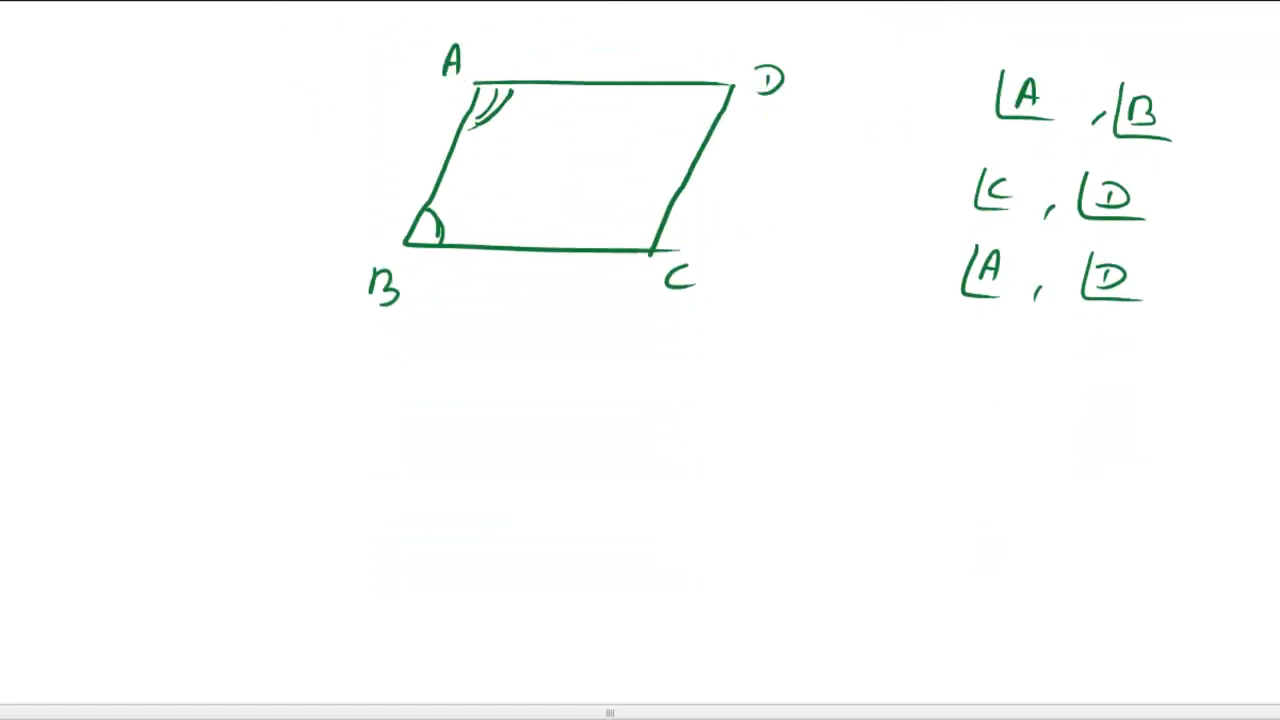 A D
B C
∠A , ∠B
∠C , ∠D
∠A , ∠D